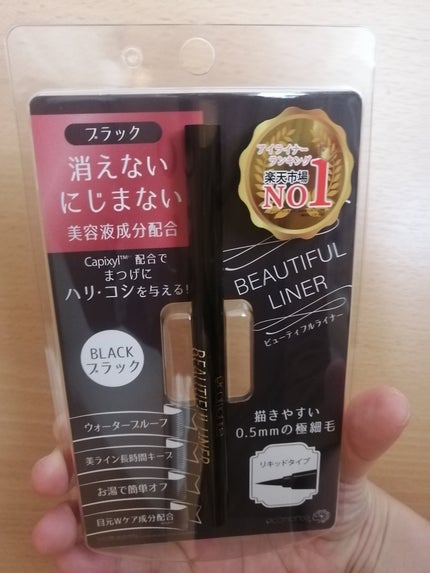 ブラック
消えない
にじまない
美容液成分配合
Capixyl™ 配合で
まつげに
ハリ・コシを与える!
BLACK
ブラック
ウォータープルーフ
美ライン長時間キープ
お湯で簡単オフ
目元Wケア成分配合
アイライナー
ランキング
楽天市場
NO1
BEAUTIFUL
LINER
ビューティフルライナー
BEAUTIFUL LINER
描きやすい
0.5mmの極細毛
リキッドタイプ